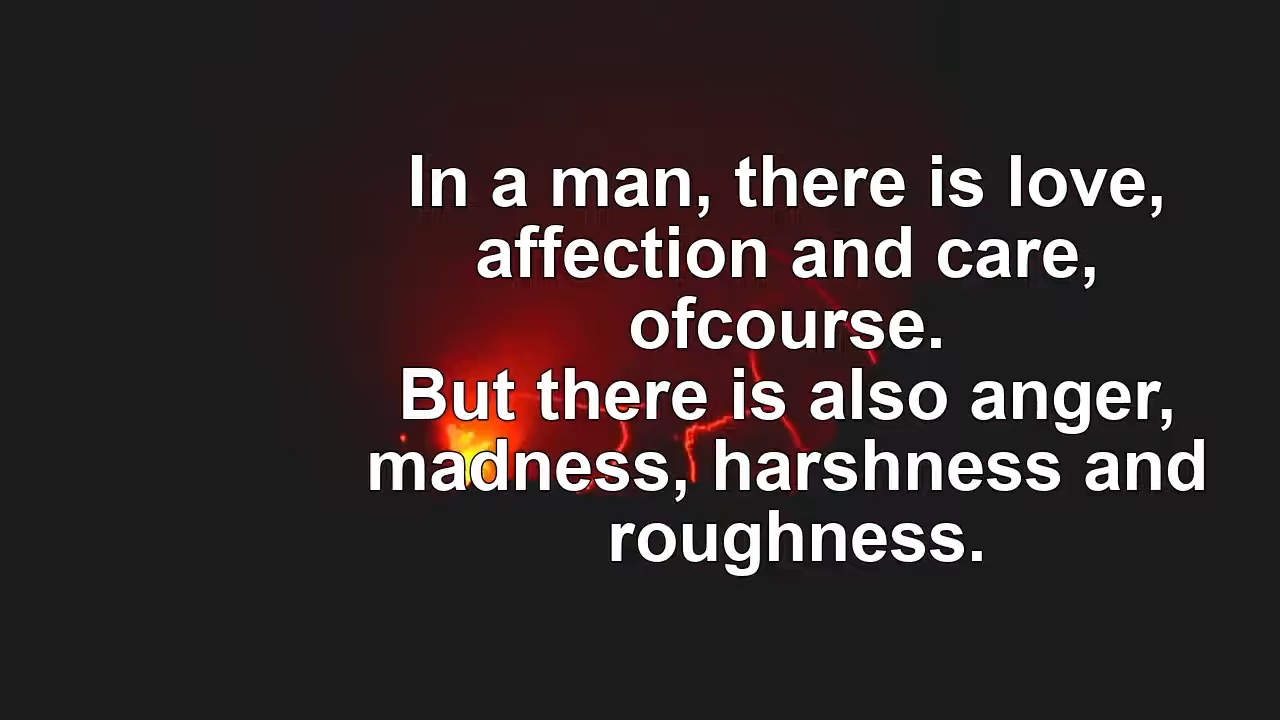 In a man, there is love,
affection and care,
ofcourse.
But there is also anger,
madness, harshness and
roughness.